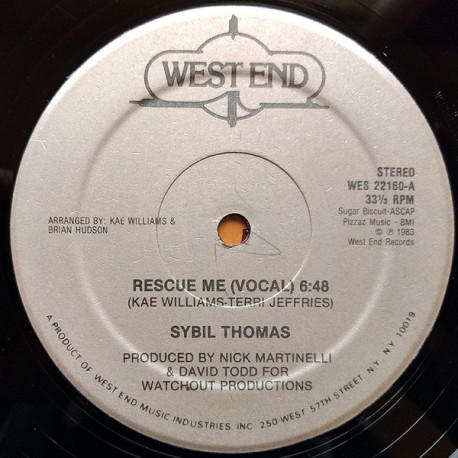 WEST END
STEREO
WES 22160-A
33⅓ RPM
Sugar Biscuit-ASCAP
Pizzaz Music - BMI
© ℗ 1983
West End Records
ARRANGED BY: KAE WILLIAMS &
BRIAN HUDSON
RESCUE ME (VOCAL) 6:48
(KAE WILLIAMS-TERRI JEFFRIES)
SYBIL THOMAS
PRODUCED BY NICK MARTINELLI
& DAVID TODD FOR
WATCHOUT PRODUCTIONS
A PRODUCT OF WEST END MUSIC INDUSTRIES, INC. 250 WEST 57TH STREET, NY, NY 10019